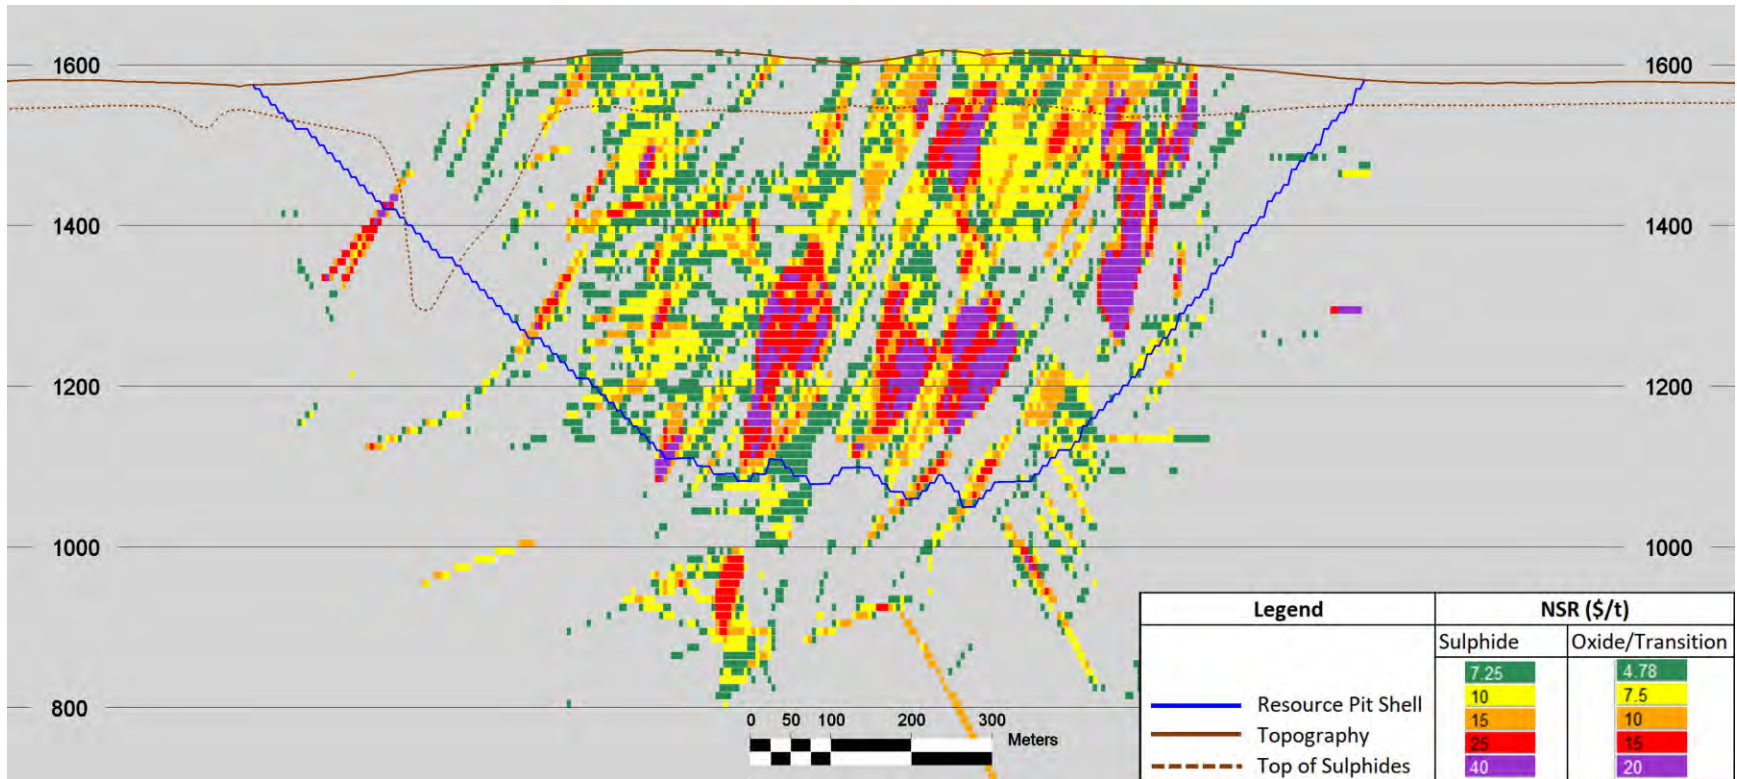 1600 1600
1400 1400
1200 1200
1000 1000
800
0 50 100 200 300
Meters
Legend NSR ($/t)
Sulphide Oxide/Transition
7.25 4.78
10 7.5
Resource Pit Shell
15 10
Topography
25 15
Top of Sulphides
40 20